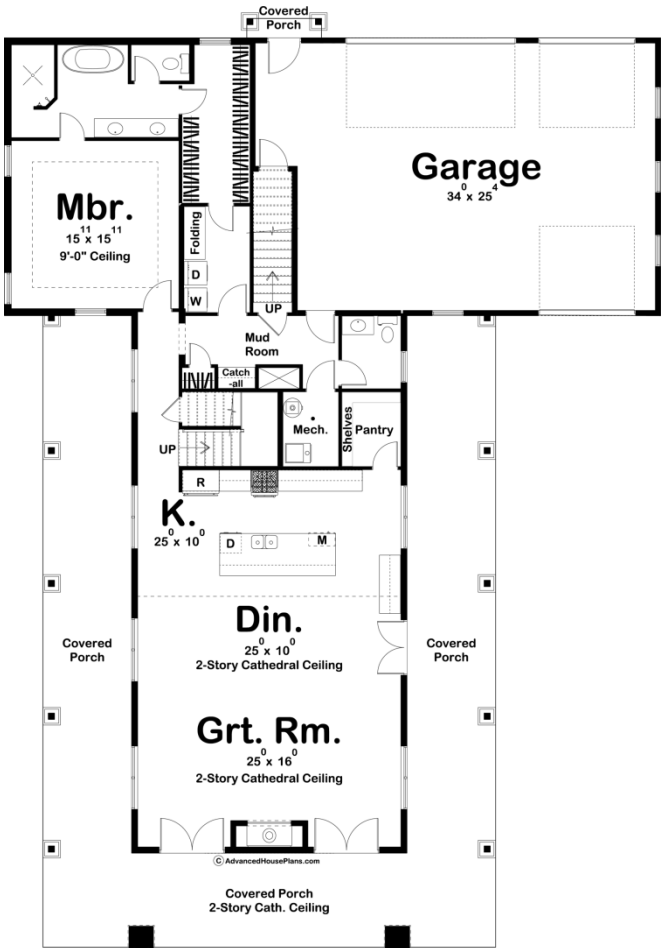 Covered
Porch
Garage
34⁰ x 25⁴
Mbr.
15¹¹ x 15¹¹
9'-0" Ceiling
Folding
D
W
UP
Mud
Room
Catch
-all
Mech.
Shelves
Pantry
UP
R
K.
25⁰ x 10⁰
D
M
Din.
25⁰ x 10⁰
2-Story Cathedral Ceiling
Covered
Porch
Covered
Porch
Grt. Rm.
25⁰ x 16⁰
2-Story Cathedral Ceiling
© AdvancedHousePlans.com
Covered Porch
2-Story Cath. Ceiling